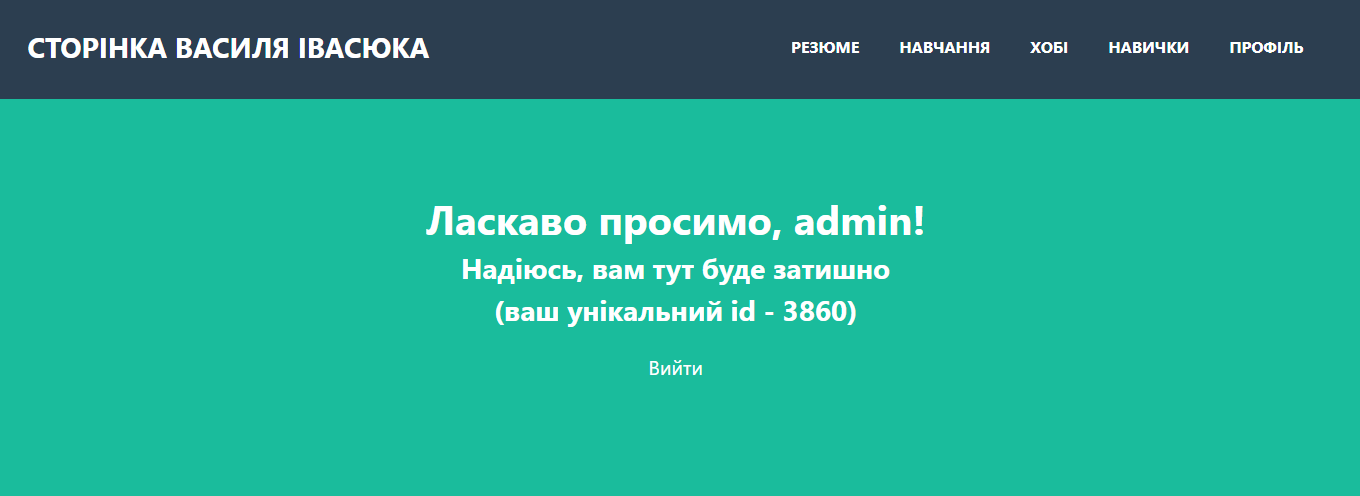 СТОРІНКА ВАСИЛЯ ІВАСЮКА
РЕЗЮМЕ НАВЧАННЯ ХОБІ НАВИЧКИ ПРОФІЛЬ
Ласкаво просимо, admin!
Надіюсь, вам тут буде затишно
(ваш унікальний id - 3860)
Вийти